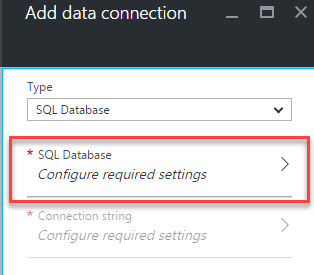 Add data connection
Type
SQL Database
* SQL Database
Configure required settings
* Connection string
Configure required settings